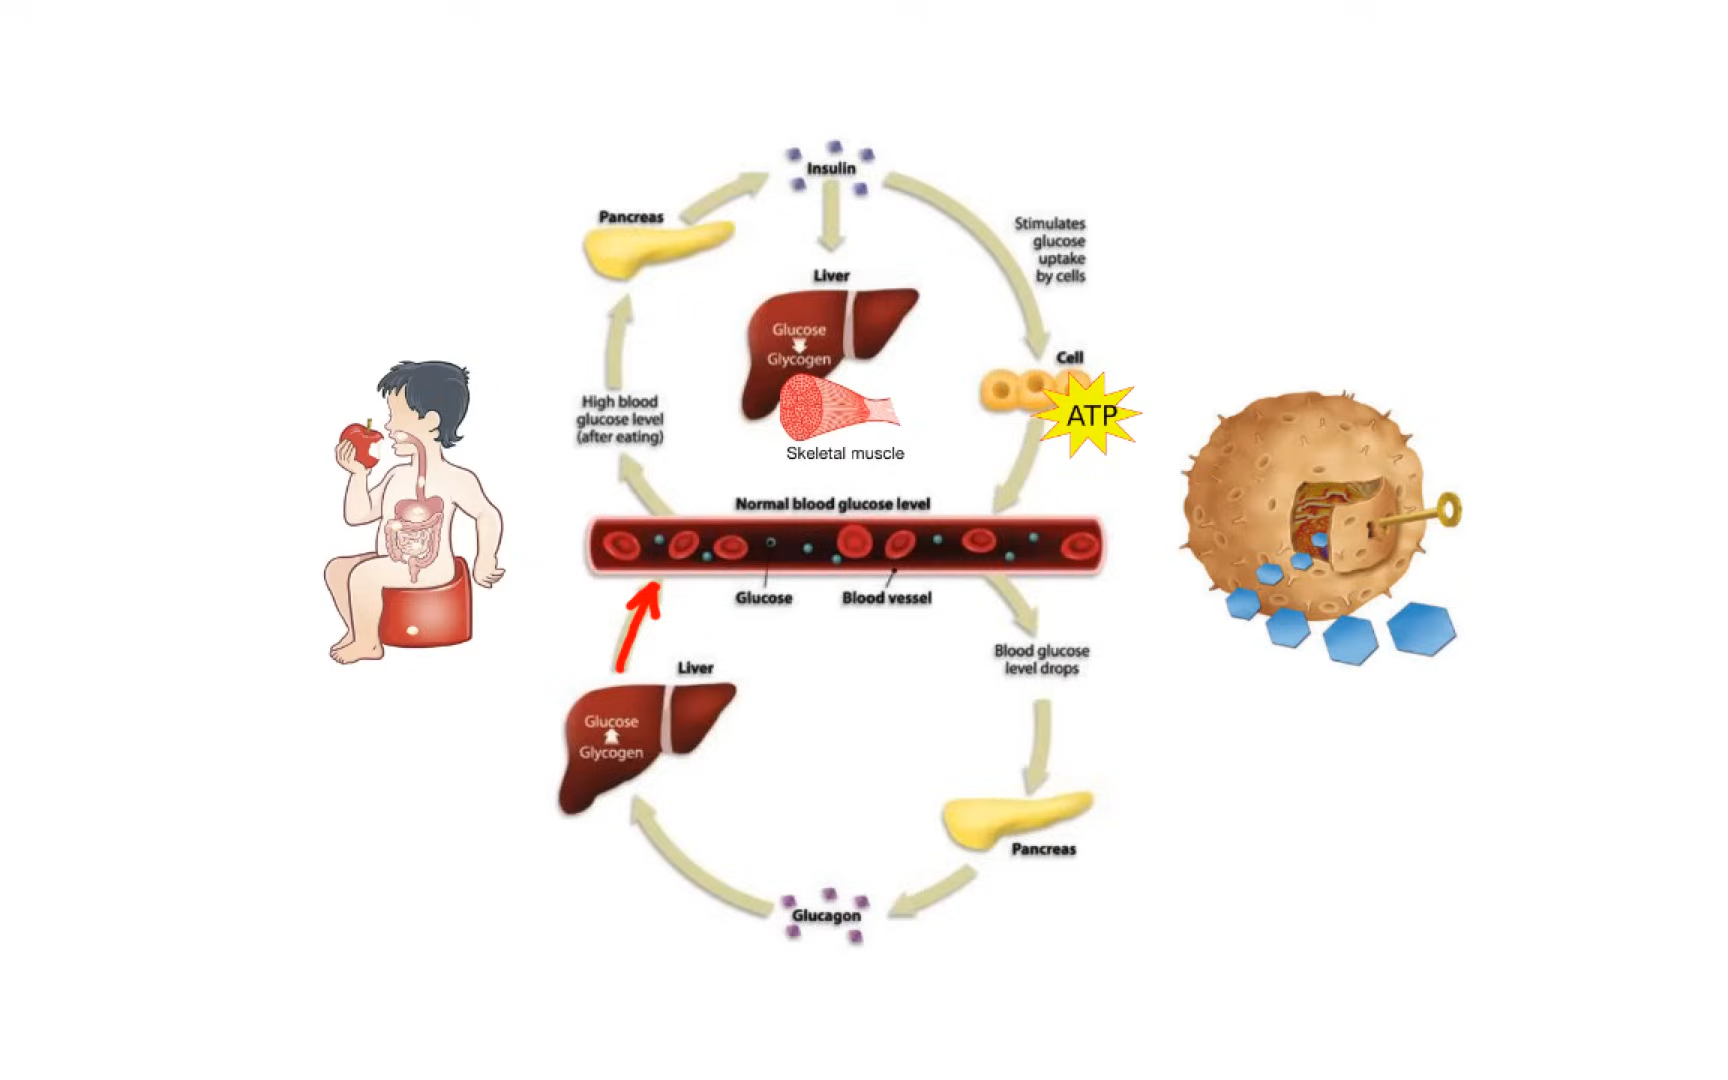 Insulin
Pancreas
Stimulates
glucose
uptake
by cells
Liver
Glucose
Glycogen
Cell
ATP
High blood
glucose level
(after eating)
Skeletal muscle
Normal blood glucose level
Glucose
Blood vessel
Blood glucose
level drops
Liver
Glucose
Glycogen
Pancreas
Glucagon